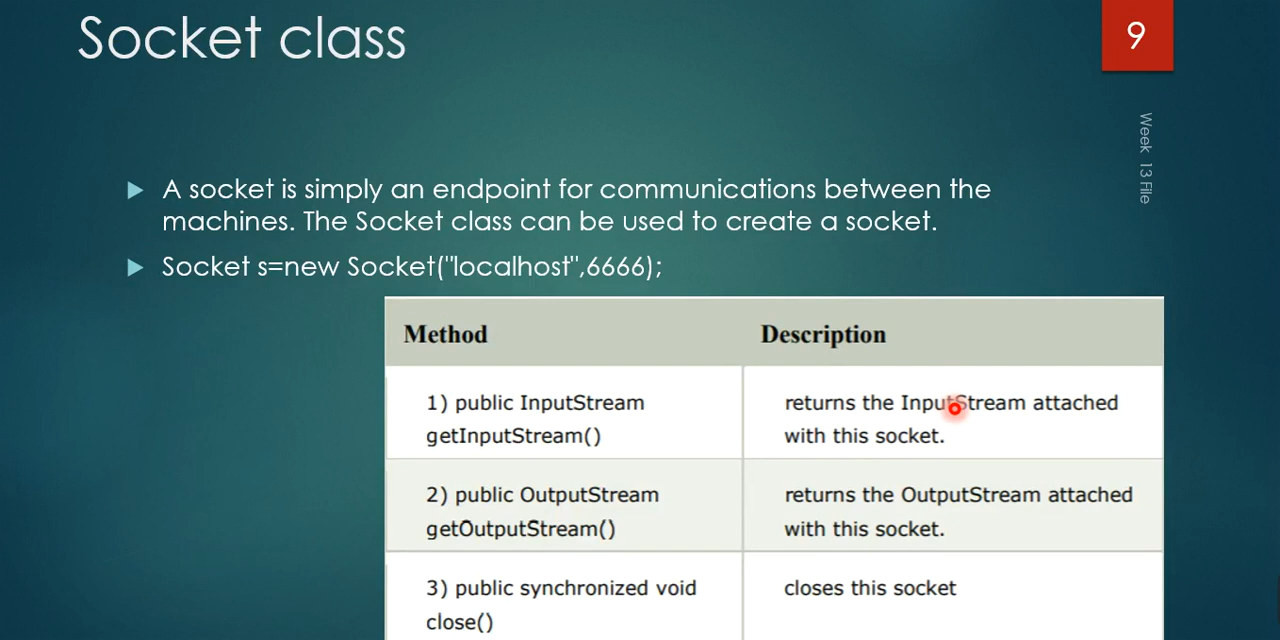 Socket class
9
Week 13 File
A socket is simply an endpoint for communications between the
machines. The Socket class can be used to create a socket.
Socket s=new Socket("localhost",6666);
Method Description
1) public InputStream returns the InputStream attached
getInputStream() with this socket.
2) public OutputStream returns the OutputStream attached
getOutputStream() with this socket.
3) public synchronized void closes this socket
close()